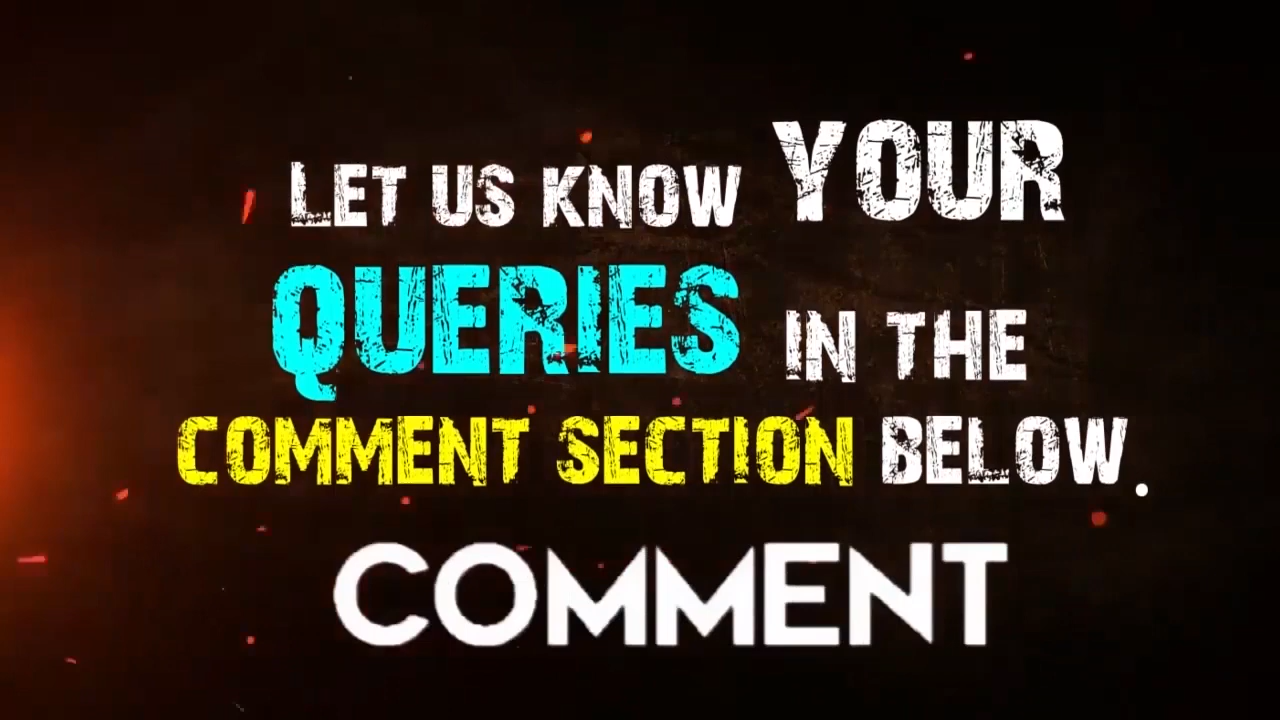 LET US KNOW YOUR
QUERIES IN THE
COMMENT SECTION BELOW.
COMMENT